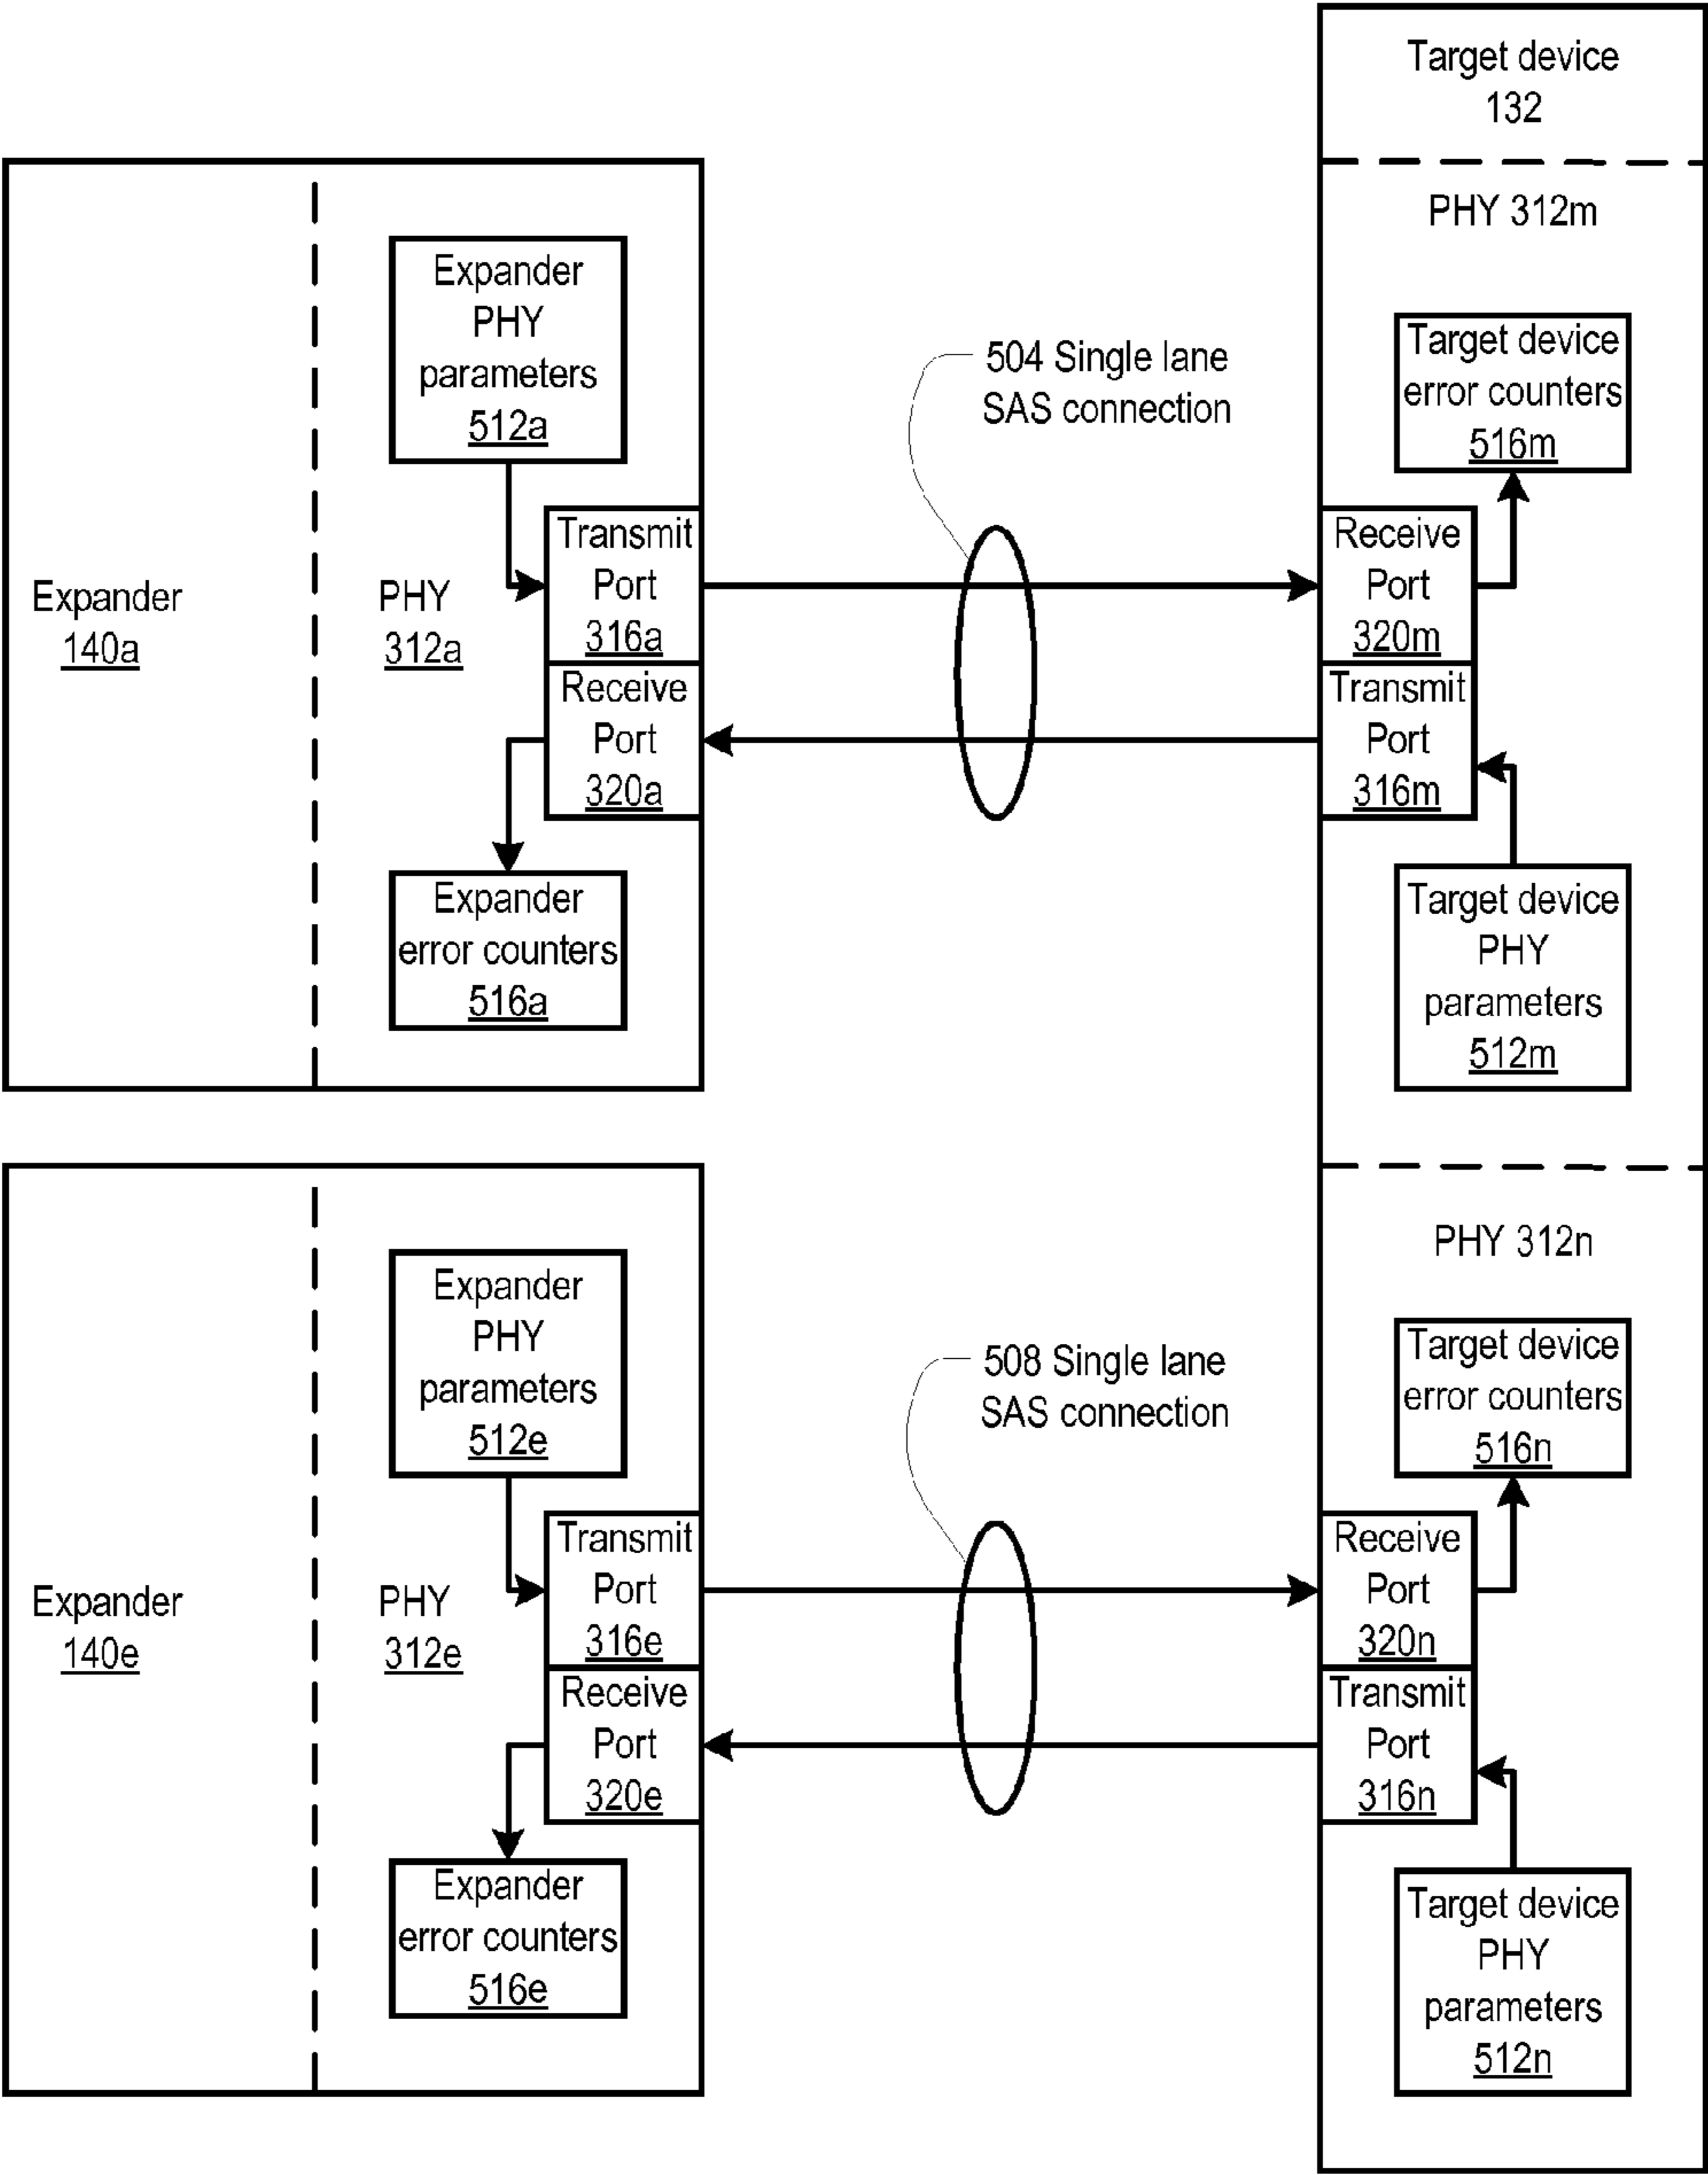 Target device
132
PHY 312m
Expander
PHY
parameters
512a
Target device
error counters
516m
504 Single lane
SAS connection
Transmit
Port
316a
Receive
Port
320m
Expander
140a
PHY
312a
Receive
Port
320a
Transmit
Port
316m
Expander
error counters
516a
Target device
PHY
parameters
512m
PHY 312n
Expander
PHY
parameters
512e
Target device
error counters
516n
508 Single lane
SAS connection
Transmit
Port
316e
Receive
Port
320n
Expander
140e
PHY
312e
Receive
Port
320e
Transmit
Port
316n
Expander
error counters
516e
Target device
PHY
parameters
512n